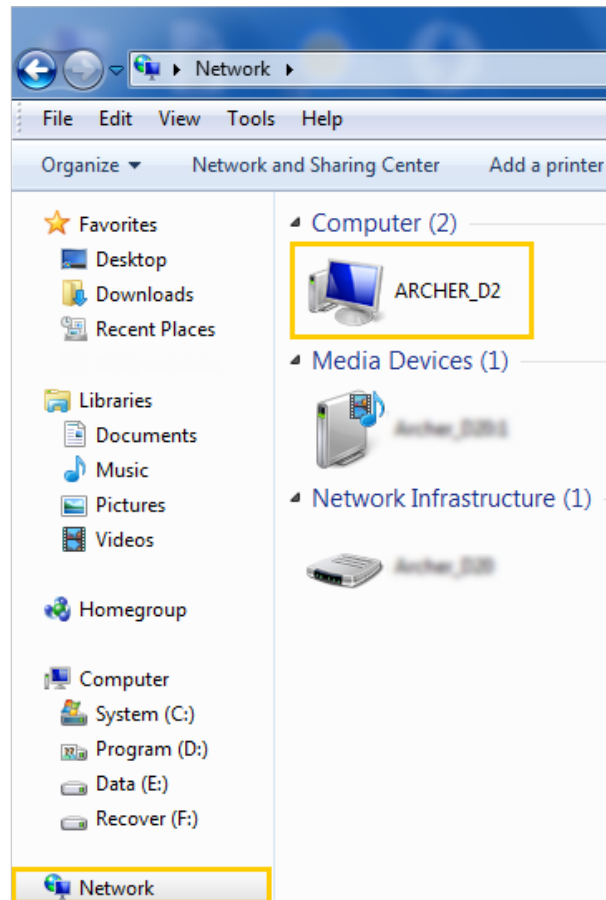 Network
File Edit View Tools Help
Organize Network and Sharing Center Add a printer
Favorites
Desktop
Downloads
Recent Places
Libraries
Documents
Music
Pictures
Videos
Homegroup
Computer
System (C:)
Program (D:)
Data (E:)
Recover (F:)
Network
Computer (2)
ARCHER_D2
Media Devices (1)
Network Infrastructure (1)